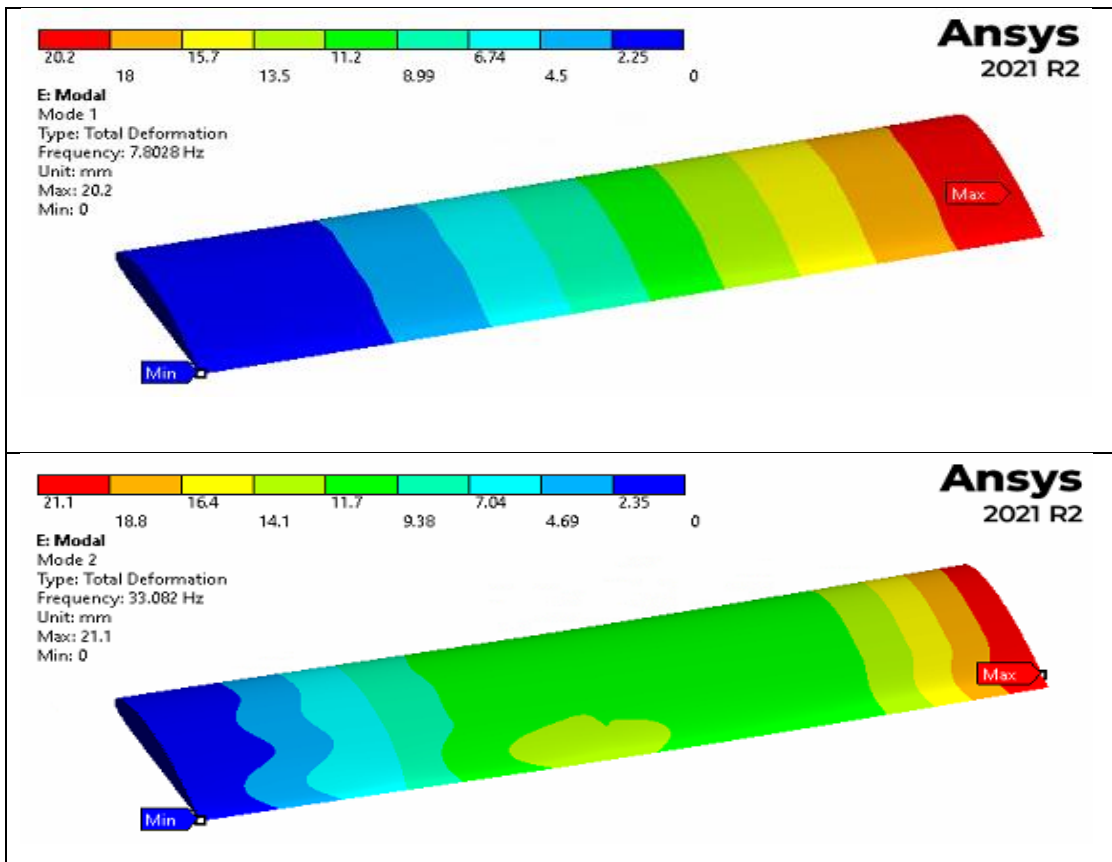 Ansys
2021 R2
20.2 15.7 11.2 6.74 2.25
18 13.5 8.99 4.5 0
E: Modal
Mode 1
Type: Total Deformation
Frequency: 7.8028 Hz
Unit: mm
Max: 20.2
Min: 0
Max
Min
Ansys
2021 R2
21.1 16.4 11.7 7.04 2.35
18.8 14.1 9.38 4.69 0
E: Modal
Mode 2
Type: Total Deformation
Frequency: 33.082 Hz
Unit: mm
Max: 21.1
Min: 0
Max
Min